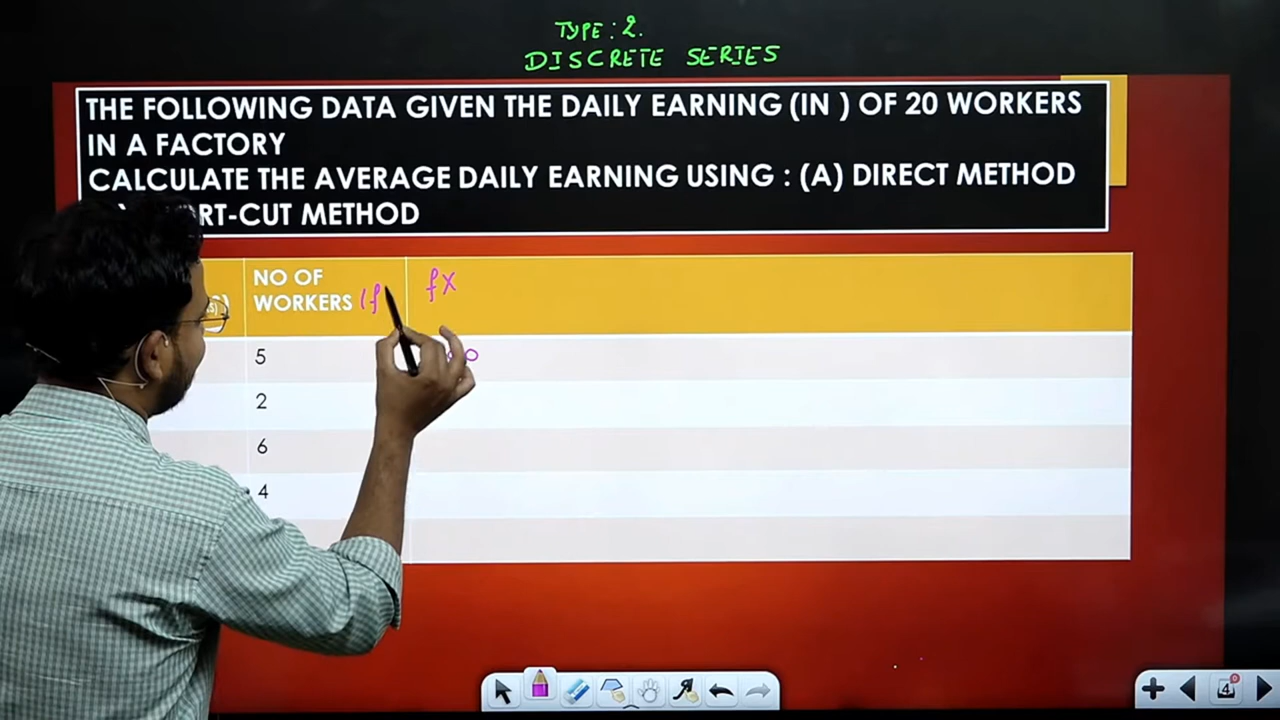 TYPE: 2.
DISCRETE SERIES
THE FOLLOWING DATA GIVEN THE DAILY EARNING (IN ) OF 20 WORKERS
IN A FACTORY
CALCULATE THE AVERAGE DAILY EARNING USING : (A) DIRECT METHOD
CUT METHOD
NO OF
WORKERS (f
fX
5
2
6
4
4